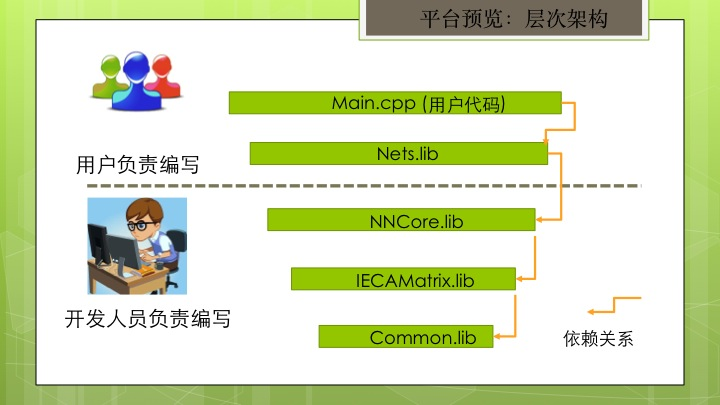 平台预览：层次架构
Main.cpp (用户代码)
Nets.lib
用户负责编写
NNCore.lib
IECAMatrix.lib
开发人员负责编写
Common.lib
依赖关系